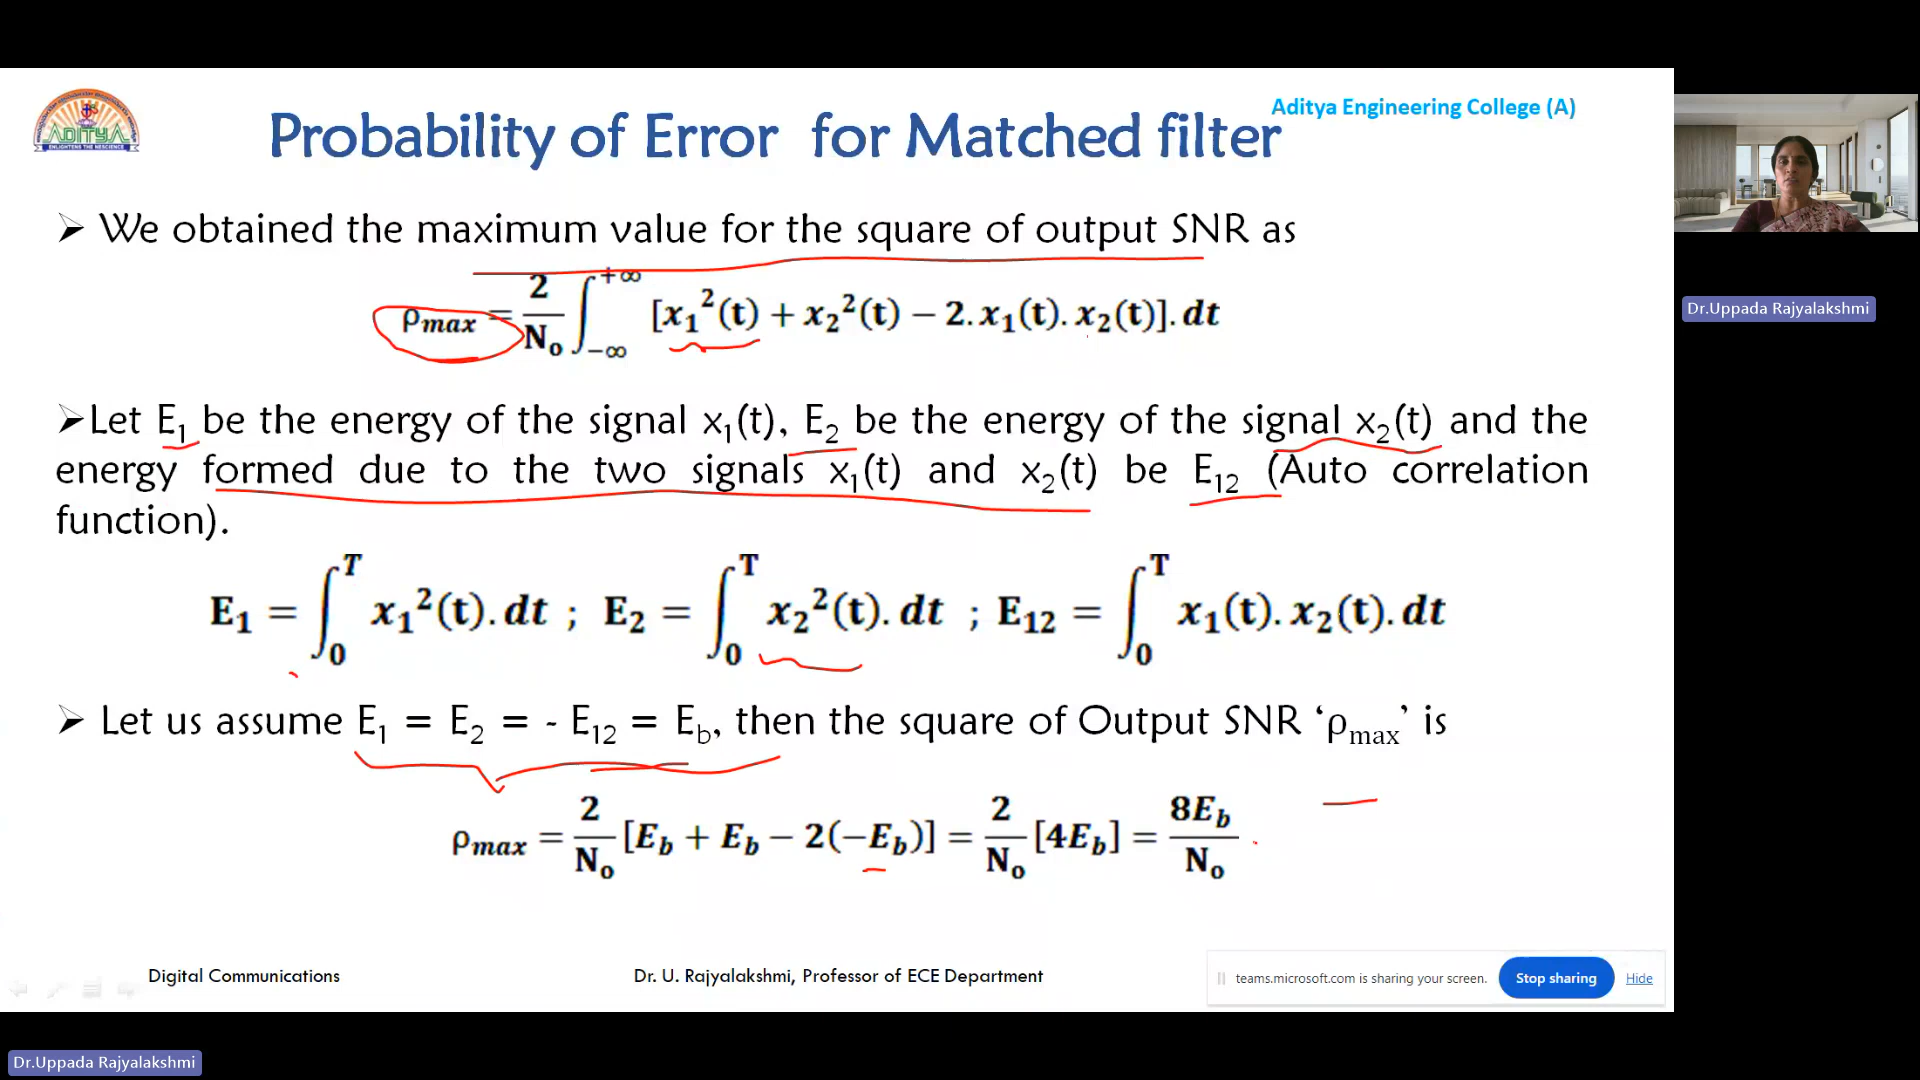 ADITYA
ENLIGHTENS THE NESCIENCE
Aditya Engineering College (A)
Probability of Error for Matched filter
➤ We obtained the maximum value for the square of output SNR as
ρmax = 2/No ∫−∞+∞ [x1²(t) + x2²(t) − 2. x1(t). x2(t)]. dt
➤Let E1 be the energy of the signal x1(t), E2 be the energy of the signal x2(t) and the
energy formed due to the two signals x1(t) and x2(t) be E12 (Auto correlation
function).
E1 = ∫0T x1²(t). dt ; E2 = ∫0T x2²(t). dt ; E12 = ∫0T x1(t). x2(t). dt
➤ Let us assume E1 = E2 = - E12 = Eb, then the square of Output SNR ‘ρmax’ is
ρmax = 2/No [Eb + Eb − 2(−Eb)] = 2/No [4Eb] = 8Eb/No
Digital Communications
Dr. U. Rajyalakshmi, Professor of ECE Department
teams.microsoft.com is sharing your screen.
Stop sharing
Hide
Dr.Uppada Rajyalakshmi
Dr.Uppada Rajyalakshmi